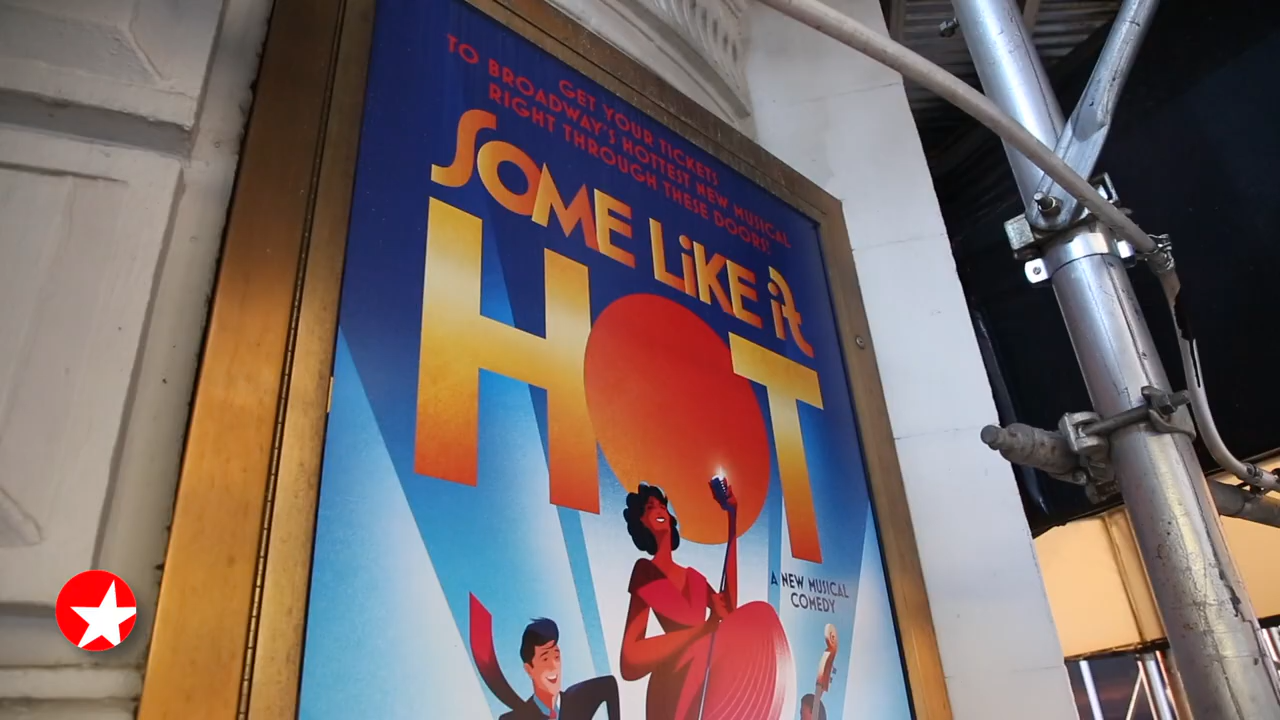 GET YOUR TICKETS
TO BROADWAY'S HOTTEST NEW MUSICAL
RIGHT THROUGH THESE DOORS!
SOME LiKE it
HOT
A NEW MUSICAL
COMEDY